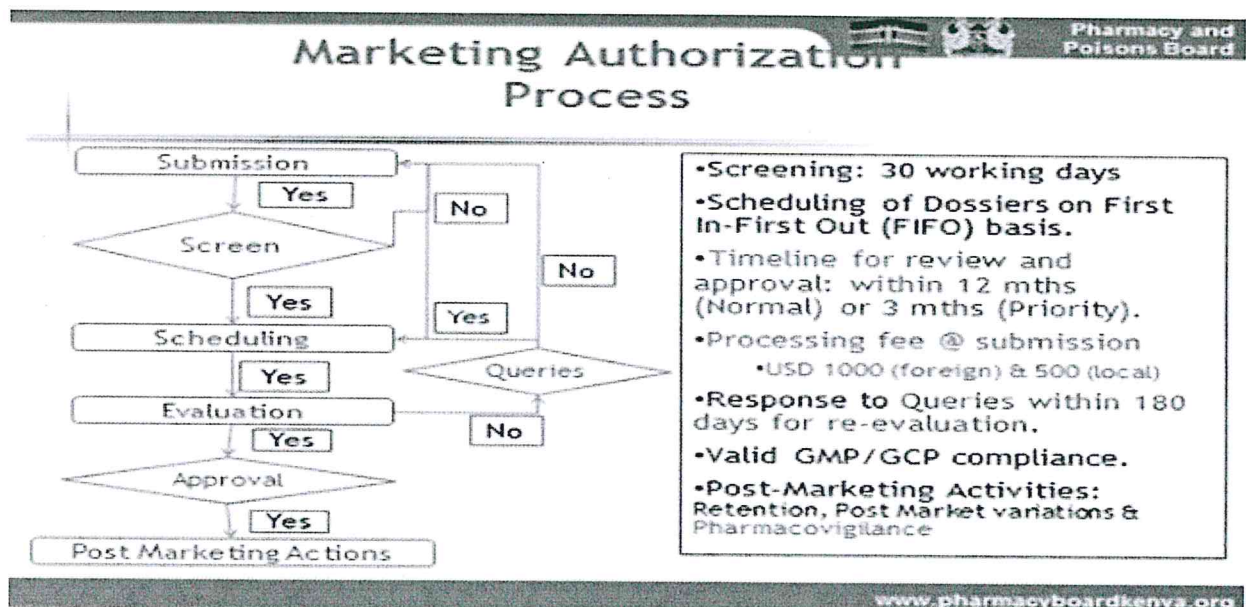 Pharmacy and
Poisons Board
Marketing Authorization
Process
Submission
Yes
No
Screen
No
Yes
Yes
Scheduling
Queries
Yes
Evaluation
No
Yes
Approval
Yes
Post Marketing Actions
•Screening: 30 working days
•Scheduling of Dossiers on First
In-First Out (FIFO) basis.
•Timeline for review and
approval: within 12 mths
(Normal) or 3 mths (Priority).
•Processing fee @ submission
•USD 1000 (foreign) & 500 (local)
•Response to Queries within 180
days for re-evaluation.
•Valid GMP/GCP compliance.
•Post-Marketing Activities:
Retention, Post Market variations &
Pharmacovigilance
www.pharmacyboardkenya.org